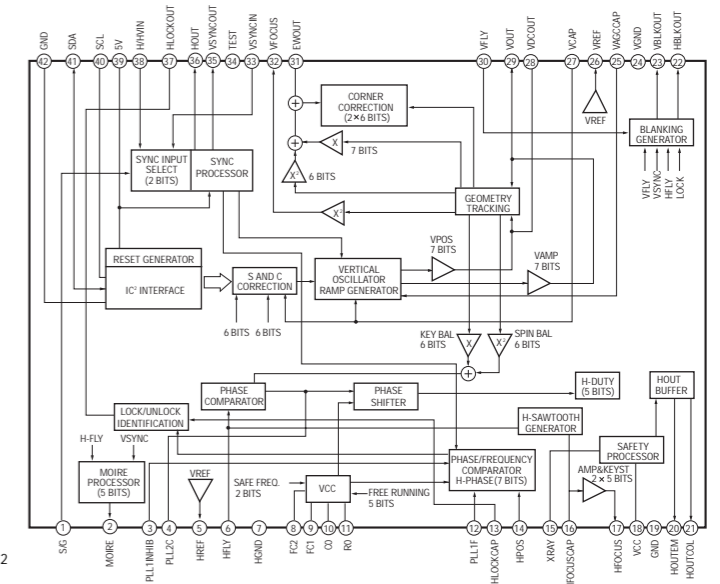 GND
SDA
SCL
5V
H/HVIN
HLOCKOUT
HOUT
VSYNCOUT
TEST
VSYNCIN
VFOCUS
EWOUT
VFLY
VOUT
VDCOUT
VCAP
VREF
VAGCCAP
VGND
VBLKOUT
HBLKOUT
42
41
40
39
38
37
36
35
34
33
32
31
30
29
28
27
26
25
24
23
22
CORNER
CORRECTION
(2×6 BITS)
VREF
BLANKING
GENERATOR
X
7 BITS
SYNC INPUT
SELECT
(2 BITS)
SYNC
PROCESSOR
X²
6 BITS
VFLY
VSYNC
HFLY
LOCK
X²
GEOMETRY
TRACKING
RESET GENERATOR
IC² INTERFACE
S AND C
CORRECTION
VERTICAL
OSCILLATOR
RAMP GENERATOR
VPOS
7 BITS
VAMP
7 BITS
6 BITS
6 BITS
KEY BAL
6 BITS
X
X²
SPIN BAL
6 BITS
PHASE
COMPARATOR
PHASE
SHIFTER
H-DUTY
(5 BITS)
HOUT
BUFFER
LOCK/UNLOCK
IDENTIFICATION
H-SAWTOOTH
GENERATOR
H-FLY
VSYNC
SAFETY
PROCESSOR
MOIRE
PROCESSOR
(5 BITS)
VREF
SAFE FREQ.
2 BITS
VCC
FREE RUNNING
5 BITS
PHASE/FREQUENCY
COMPARATOR
H-PHASE(7 BITS)
AMP&KEYST
2 × 5 BITS
1
2
3
4
5
6
7
8
9
10
11
12
13
14
15
16
17
18
19
20
21
S/G
MOIRE
PLL1INHIB
PLL2C
HREF
HFLY
HGND
FC2
FC1
C0
R0
PLL1F
HLOCKCAP
HPOS
XRAY
HFOCUSCAP
HFOCUS
VCC
GND
HOUTEM
HOUTCOL
2